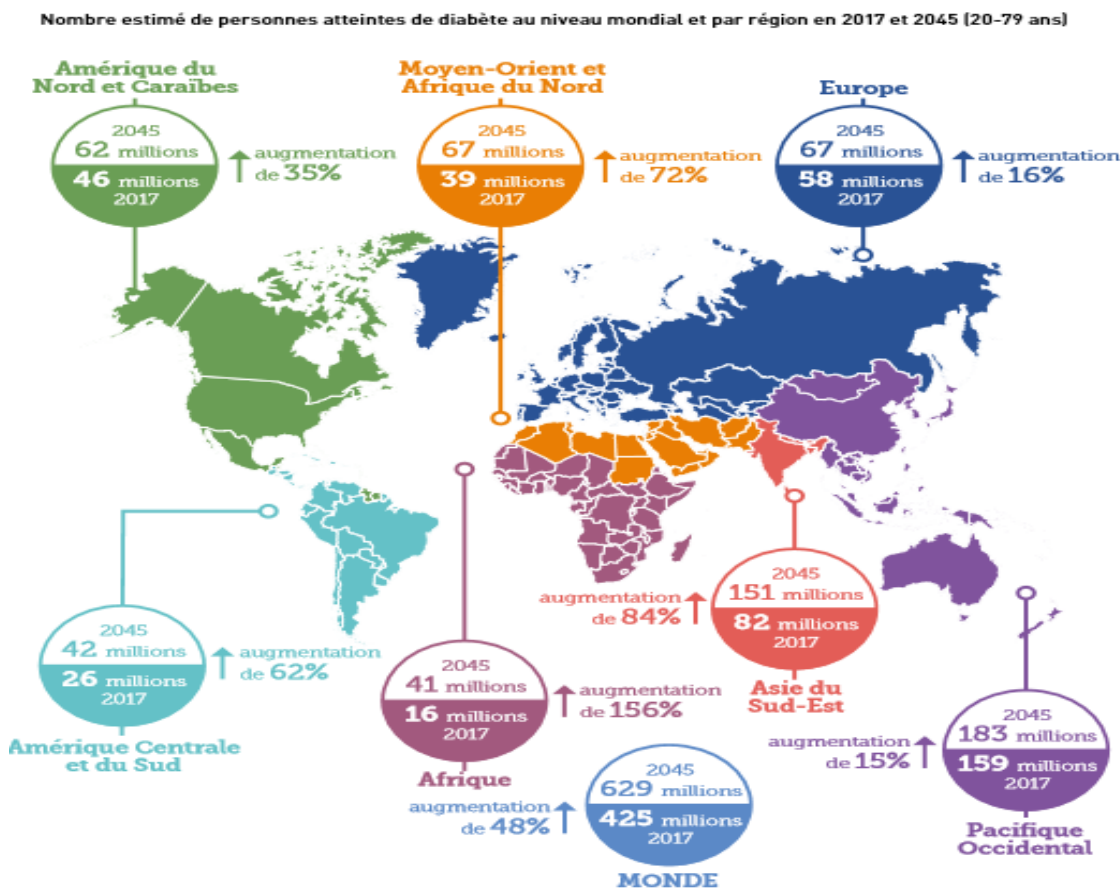 Nombre estimé de personnes atteintes de diabète au niveau mondial et par région en 2017 et 2045 (20-79 ans)
Amérique du
Nord et Caraïbes
2045
62 millions
46 millions
2017
augmentation
de 35%
Moyen-Orient et
Afrique du Nord
2045
67 millions
39 millions
2017
augmentation
de 72%
Europe
2045
67 millions
58 millions
2017
augmentation
de 16%
2045
42 millions
26 millions
2017
augmentation
de 62%
Amérique Centrale
et du Sud
2045
41 millions
16 millions
2017
augmentation
de 156%
Afrique
augmentation
de 84%
2045
151 millions
82 millions
2017
Asie du
Sud-Est
augmentation
de 15%
2045
183 millions
159 millions
2017
Pacifique
Occidental
augmentation
de 48%
2045
629 millions
425 millions
2017
MONDE